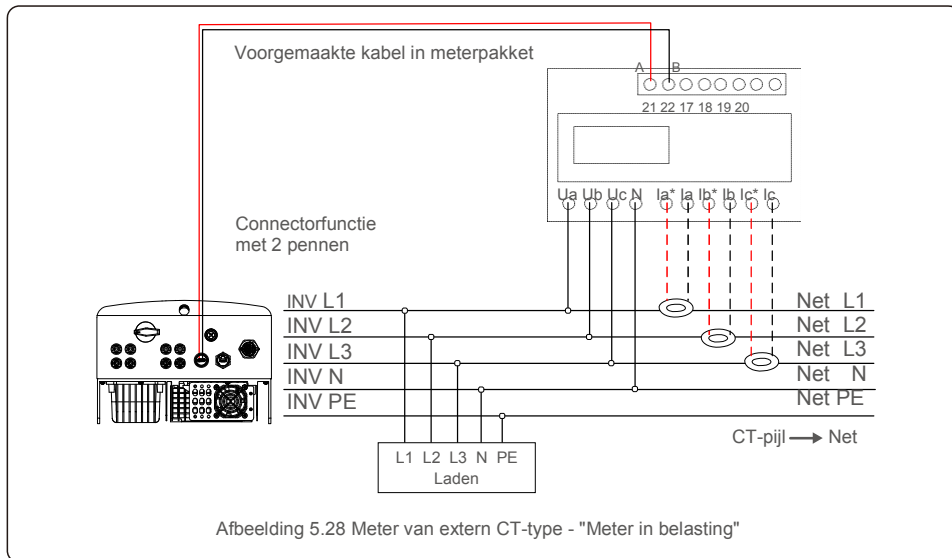 Voorgemaakte kabel in meterpakket
A B
21 22 17 18 19 20
Ua Ub Uc N Ia* Ia Ib* Ib Ic* Ic
Connectorfunctie
met 2 pennen
INV L1 Net L1
INV L2 Net L2
INV L3 Net L3
INV N Net N
INV PE Net PE
CT-pijl → Net
L1 L2 L3 N PE
Laden
Afbeelding 5.28 Meter van extern CT-type - "Meter in belasting"